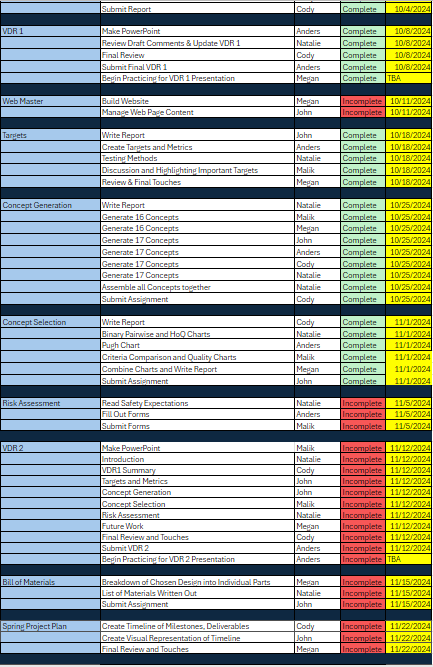 Submit Report Cody Complete 10/4/2024
VDR 1 Make PowerPoint Anders Complete 10/8/2024
Review Draft Comments & Update VDR 1 Natalie Complete 10/8/2024
Final Review Cody Complete 10/8/2024
Submit Final VDR 1 Anders Complete 10/8/2024
Begin Practicing for VDR 1 Presentation Megan Complete TBA
Web Master Build Website Megan Incomplete 10/11/2024
Manage Web Page Content John Incomplete 10/11/2024
Targets Write Report John Complete 10/18/2024
Create Targets and Metrics Anders Complete 10/18/2024
Testing Methods Natalie Complete 10/18/2024
Discussion and Highlighting Important Targets Malik Complete 10/18/2024
Review & Final Touches Megan Complete 10/18/2024
Concept Generation Write Report Natalie Complete 10/25/2024
Generate 16 Concepts Malik Complete 10/25/2024
Generate 16 Concepts Megan Complete 10/25/2024
Generate 17 Concepts John Complete 10/25/2024
Generate 17 Concepts Anders Complete 10/25/2024
Generate 17 Concepts Cody Complete 10/25/2024
Generate 17 Concepts Natalie Complete 10/25/2024
Assemble all Concepts together Natalie Complete 10/25/2024
Submit Assignment Cody Complete 10/25/2024
Concept Selection Write Report Cody Complete 11/1/2024
Binary Pairwise and HoQ Charts Natalie Complete 11/1/2024
Pugh Chart Anders Complete 11/1/2024
Criteria Comparison and Quality Charts Malik Complete 11/1/2024
Combine Charts and Write Report Megan Complete 11/1/2024
Submit Assignment John Complete 11/1/2024
Risk Assessment Read Safety Expectations Natalie Incomplete 11/5/2024
Fill Out Forms Anders Incomplete 11/5/2024
Submit Forms Malik Incomplete 11/5/2024
VDR 2 Make PowerPoint Malik Incomplete 11/12/2024
Introduction Natalie Incomplete 11/12/2024
VDR1 Summary Cody Incomplete 11/12/2024
Targets and Metrics John Incomplete 11/12/2024
Concept Generation John Incomplete 11/12/2024
Concept Selection Malik Incomplete 11/12/2024
Risk Assessment Natalie Incomplete 11/12/2024
Future Work Megan Incomplete 11/12/2024
Final Review and Touches Cody Incomplete 11/12/2024
Submit VDR 2 Anders Incomplete 11/12/2024
Begin Practicing for VDR 2 Presentation Anders Incomplete TBA
Bill of Materials Breakdown of Chosen Design into Individual Parts Megan Incomplete 11/15/2024
List of Materials Written Out Natalie Incomplete 11/15/2024
Submit Assignment John Incomplete 11/15/2024
Spring Project Plan Create Timeline of Milestones, Deliverables Cody Incomplete 11/22/2024
Create Visual Representation of Timeline John Incomplete 11/22/2024
Final Review and Touches Megan Incomplete 11/22/2024